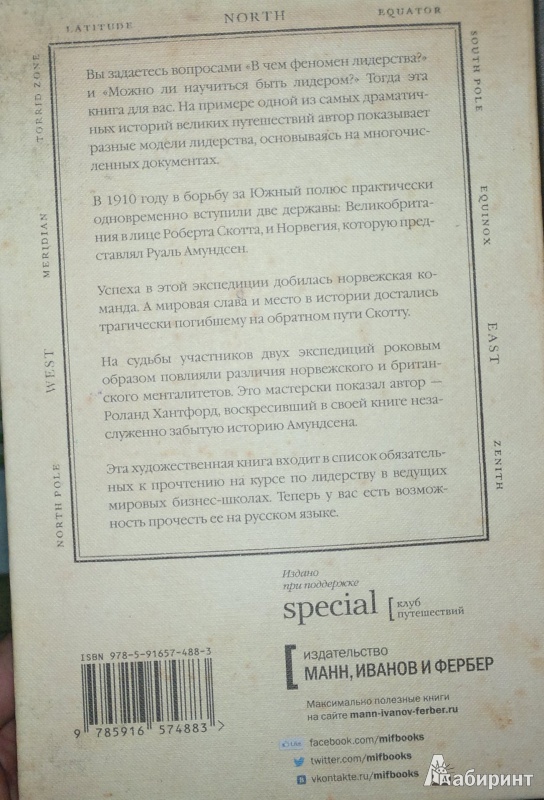 LATITUDE NORTH EQUATOR
TORRID ZONE
MERIDIAN
WEST
NORTH POLE
SOUTH POLE
EQUINOX
EAST
ZENITH
Вы задаетесь вопросами «В чем феномен лидерства?»
и «Можно ли научиться быть лидером?» Тогда эта
книга для вас. На примере одной из самых драматич-
ных историй великих путешествий автор показывает
разные модели лидерства, основываясь на многочис-
ленных документах.
В 1910 году в борьбу за Южный полюс практически
одновременно вступили две державы: Великобрита-
ния в лице Роберта Скотта, и Норвегия, которую пред-
ставлял Руаль Амундсен.
Успеха в этой экспедиции добилась норвежская ко-
манда. А мировая слава и место в истории достались
трагически погибшему на обратном пути Скотту.
На судьбы участников двух экспедиций роковым
образом повлияли различия норвежского и британ-
ского менталитетов. Это мастерски показал автор —
Роланд Хантфорд, воскресивший в своей книге неза-
служенно забытую историю Амундсена.
Эта художественная книга входит в список обязатель-
ных к прочтению на курсе по лидерству в ведущих
мировых бизнес-школах. Теперь у вас есть возмож-
ность прочесть ее на русском языке.
Издано
при поддержке
special [ клуб
путешествий
ISBN 978-5-91657-488-3
9 785916 574883 >
[ издательство
МАНН, ИВАНОВ И ФЕРБЕР
Максимально полезные книги
на сайте mann-ivanov-ferber.ru
Like facebook.com/mifbooks
twitter.com/mifbooks
vkontakte.ru/mifbooks
Лабиринт